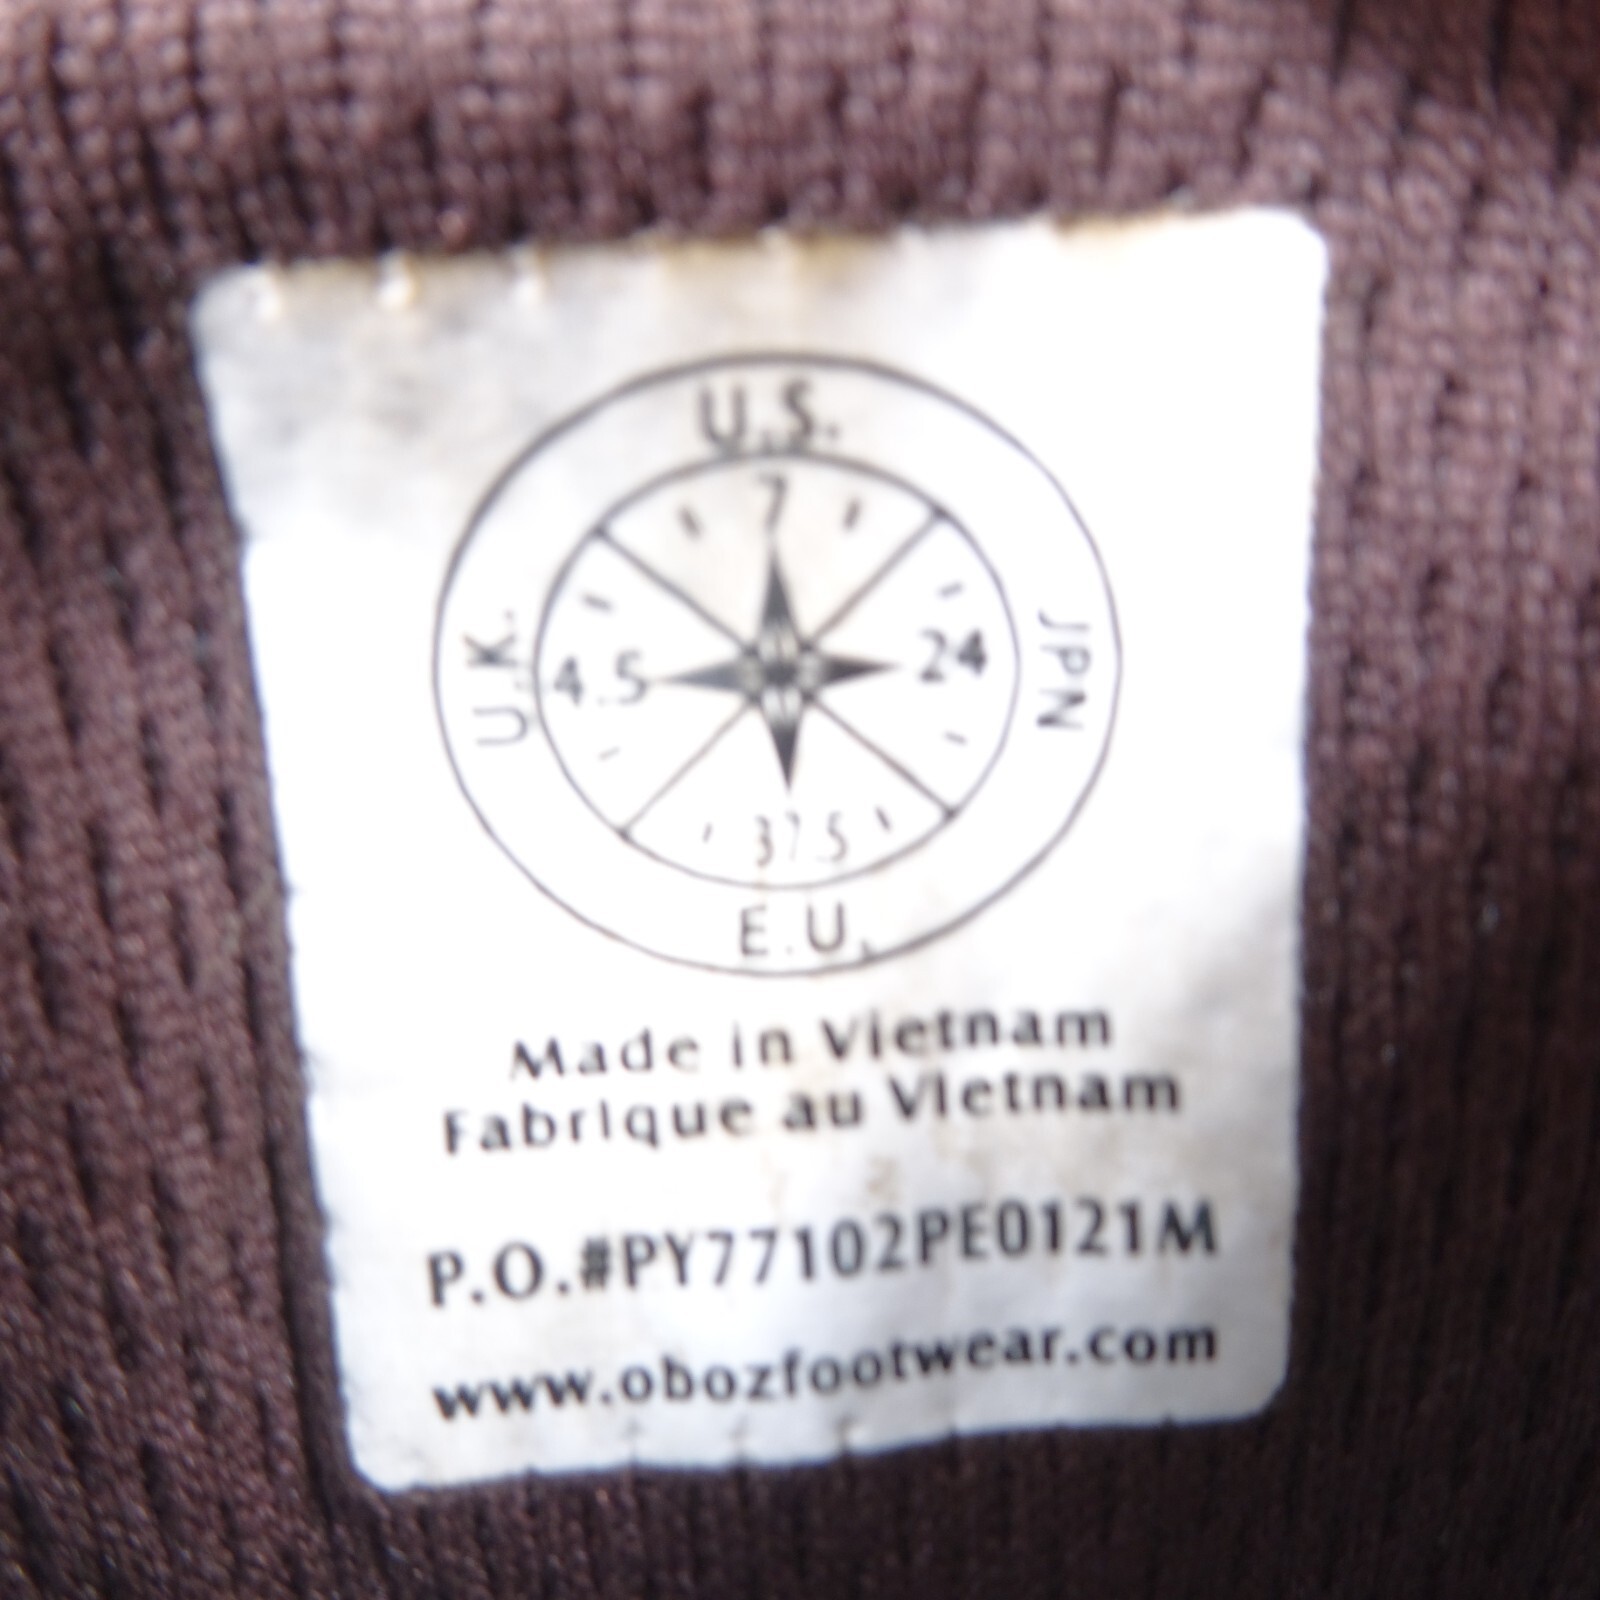 U.S.
7
U.K.
4.5
24
JPN
37.5
E.U.
Made in Vietnam
Fabrique au Vietnam
P.O.#PY77102PE0121M
www.obozfootwear.com